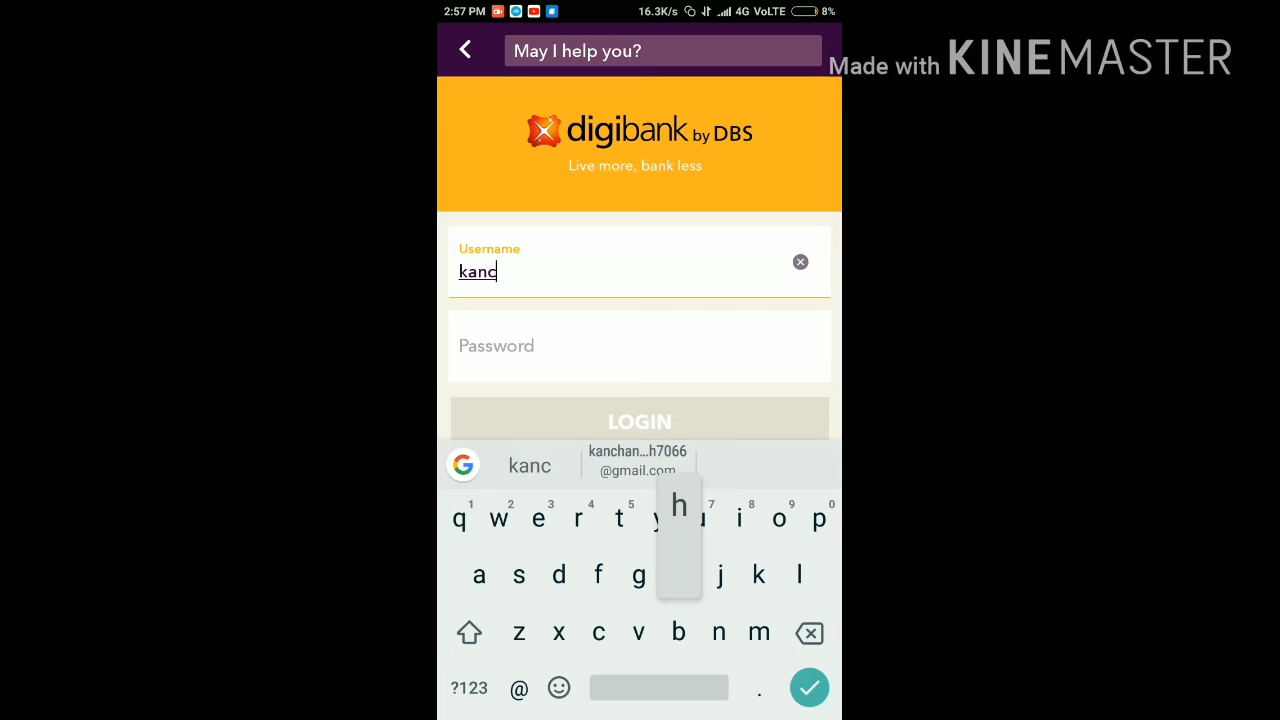 2:57 PM 16.3K/s 4G VoLTE 8%
May I help you?
Made with KINEMASTER
digibank by DBS
Live more, bank less
Username
kanc
Password
LOGIN
G kanc kanchan...h7066
@gmail.com
h
1 2 3 4 5 7 8 9 0
q w e r t y u i o p
a s d f g j k l
z x c v b n m
?123 @ .